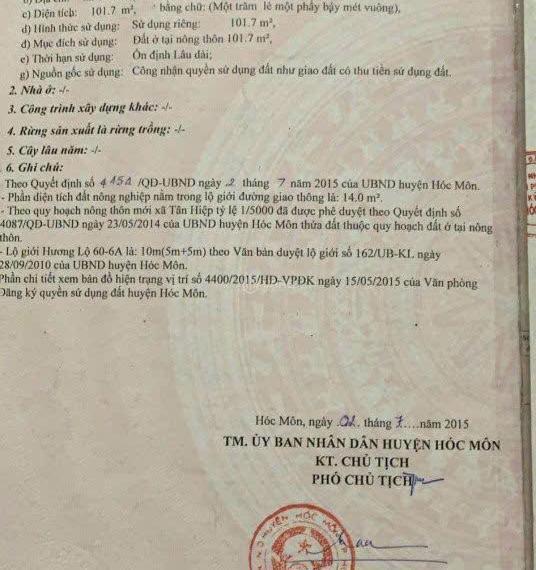 c) Diện tích: 101.7 m², bằng chữ: (Một trăm lẻ một phẩy bảy mét vuông),
d) Hình thức sử dụng: Sử dụng riêng: 101.7 m²,
đ) Mục đích sử dụng: Đất ở tại nông thôn 101.7 m²,
e) Thời hạn sử dụng: Ổn định Lâu dài;
g) Nguồn gốc sử dụng: Công nhận quyền sử dụng đất như giao đất có thu tiền sử dụng đất.
2. Nhà ở: -/-
3. Công trình xây dựng khác: -/-
4. Rừng sản xuất là rừng trồng: -/-
5. Cây lâu năm: -/-
6. Ghi chú:
Theo Quyết định số /QĐ-UBND ngày 2 tháng 7 năm 2015 của UBND huyện Hóc Môn.
- Phần diện tích đất nông nghiệp nằm trong lộ giới đường giao thông là: 14.0 m².
- Theo quy hoạch nông thôn mới xã Tân Hiệp tỷ lệ 1/5000 đã được phê duyệt theo Quyết định số
4087/QĐ-UBND ngày 23/05/2014 của UBND huyện Hóc Môn thửa đất thuộc quy hoạch đất ở tại nông
thôn.
- Lộ giới Hương Lộ 60-6A là: 10m(5m+5m) theo Văn bản duyệt lộ giới số 162/UB-KL ngày
28/09/2010 của UBND huyện Hóc Môn.
Phần chi tiết xem bản đồ hiện trạng vị trí số 4400/2015/HD-VPĐK ngày 15/05/2015 của Văn phòng
Đăng ký quyền sử dụng đất huyện Hóc Môn.
Hóc Môn, ngày 02. tháng 7....năm 2015
TM. ỦY BAN NHÂN DÂN HUYỆN HÓC MÔN
KT. CHỦ TỊCH
PHÓ CHỦ TỊCH
N.D HUYỆN HÓC MÔN